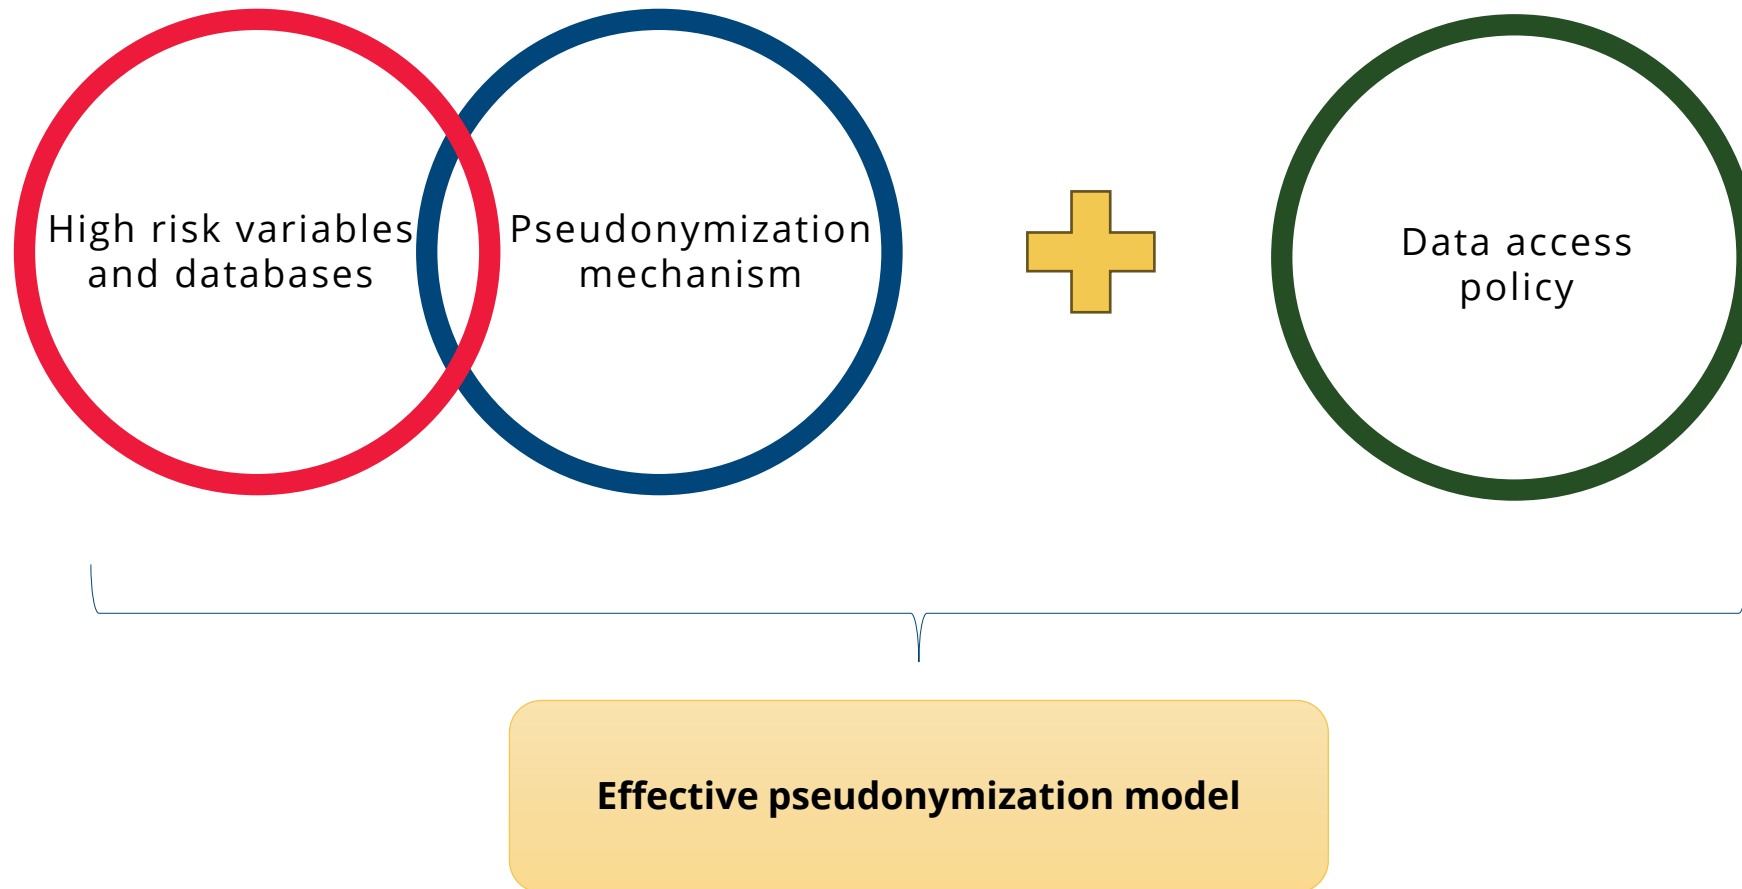 High risk variables
and databases
Pseudonymization
mechanism
Data access
policy
Effective pseudonymization model